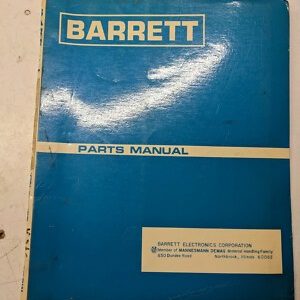 BARRETT
PARTS MANUAL
BARRETT ELECTRONICS CORPORATION
Member of MANNESMANN DEMAG Material Handling Family
630 Dundee Road Northbrook, Illinois 60062